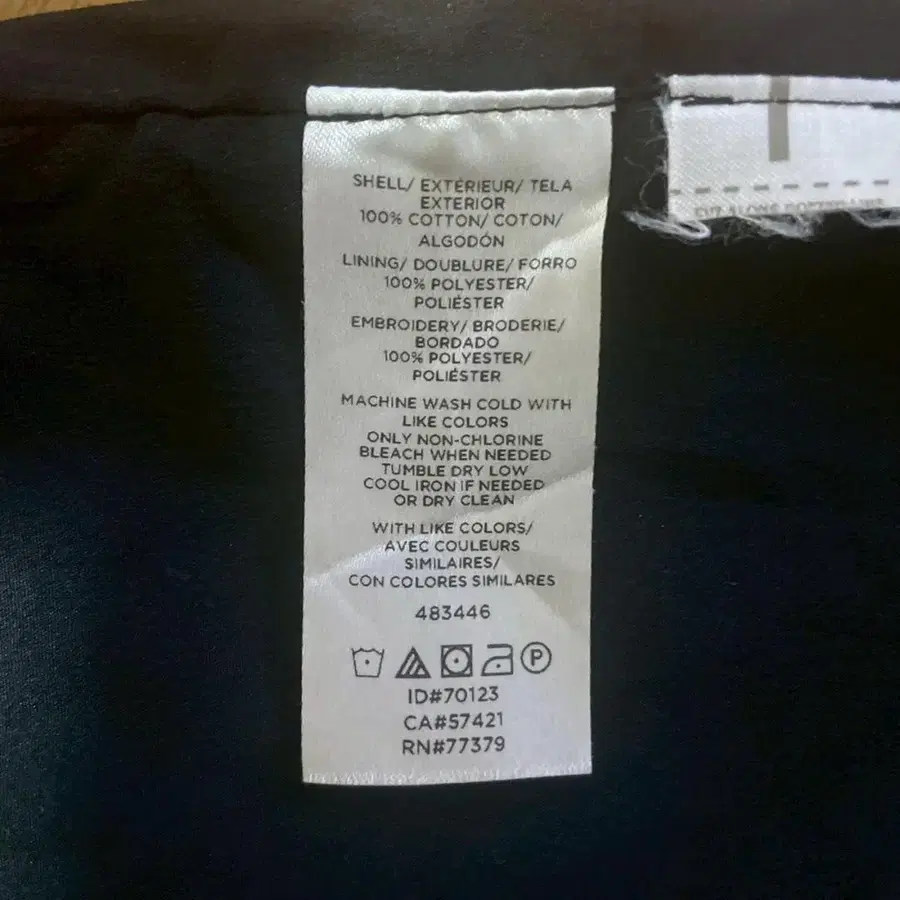 SHELL/ EXTÉRIEUR/ TELA
EXTERIOR
100% COTTON/ COTON/
ALGODÓN
LINING/ DOUBLURE/ FORRO
100% POLYESTER/
POLIÉSTER
EMBROIDERY/ BRODERIE/
BORDADO
100% POLYESTER/
POLIÉSTER
MACHINE WASH COLD WITH
LIKE COLORS
ONLY NON-CHLORINE
BLEACH WHEN NEEDED
TUMBLE DRY LOW
COOL IRON IF NEEDED
OR DRY CLEAN
WITH LIKE COLORS/
AVEC COULEURS
SIMILAIRES/
CON COLORES SIMILARES
483446
P
ID#70123
CA#57421
RN#77379